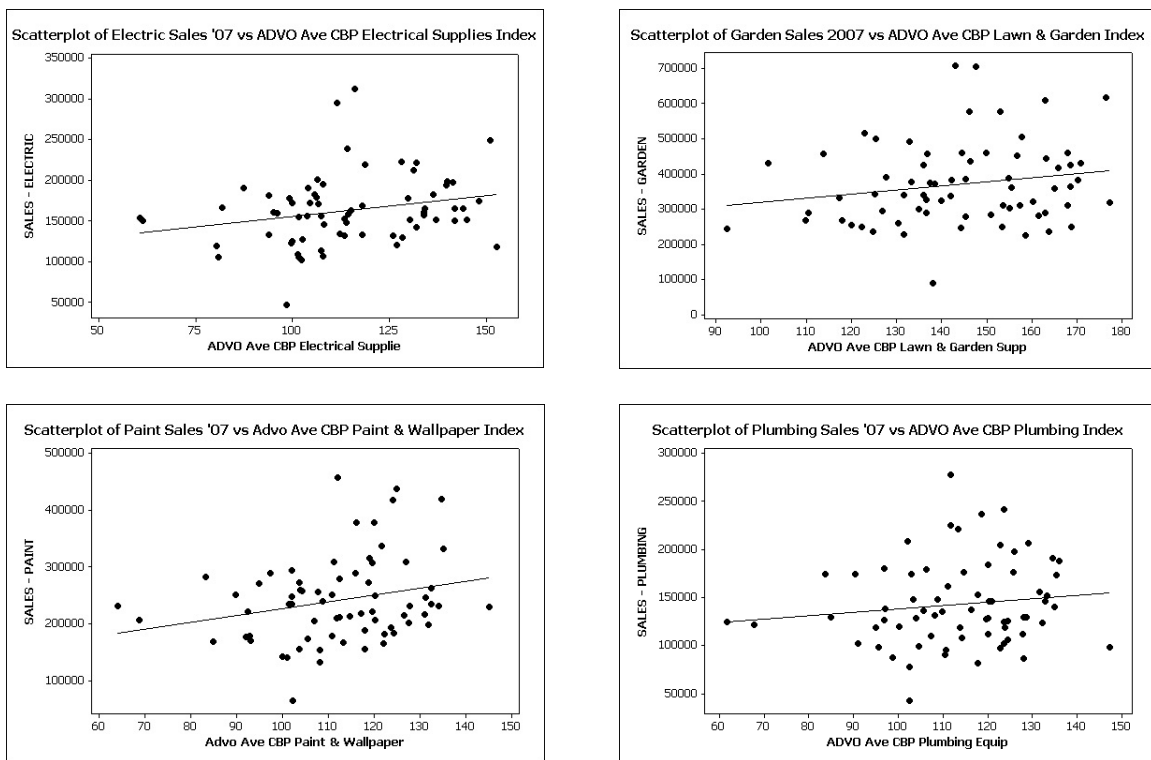 Scatterplot of Electric Sales '07 vs ADVO Ave CBP Electrical Supplies Index
350000
300000
250000
200000
150000
100000
50000
SALES - ELECTRIC
50 75 100 125 150
ADVO Ave CBP Electrical Supplie
Scatterplot of Garden Sales 2007 vs ADVO Ave CBP Lawn & Garden Index
700000
600000
500000
400000
300000
200000
100000
0
SALES - GARDEN
90 100 110 120 130 140 150 160 170 180
ADVO Ave CBP Lawn & Garden Supp
Scatterplot of Paint Sales '07 vs Advo Ave CBP Paint & Wallpaper Index
500000
400000
300000
200000
100000
SALES - PAINT
60 70 80 90 100 110 120 130 140 150
Advo Ave CBP Paint & Wallpaper
Scatterplot of Plumbing Sales '07 vs ADVO Ave CBP Plumbing Index
300000
250000
200000
150000
100000
50000
SALES - PLUMBING
60 70 80 90 100 110 120 130 140 150
ADVO Ave CBP Plumbing Equip